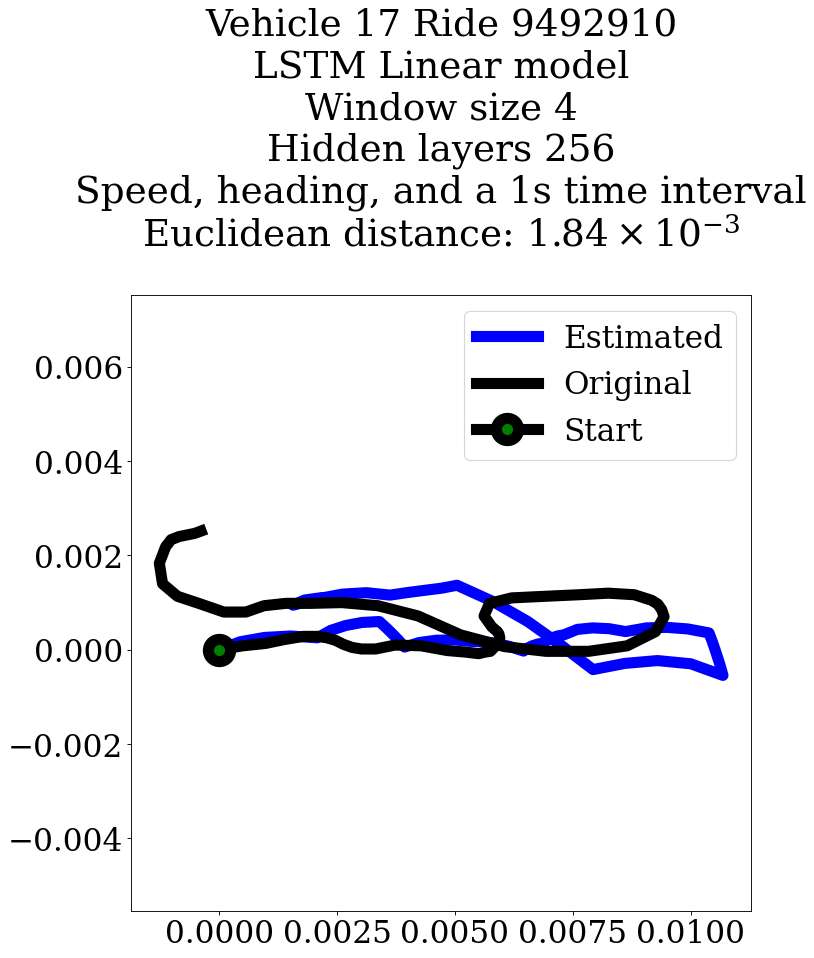 Vehicle 17 Ride 9492910
LSTM Linear model
Window size 4
Hidden layers 256
Speed, heading, and a 1s time interval
Euclidean distance: 1.84 × 10⁻³
Estimated
Original
Start
0.006
0.004
0.002
0.000
−0.002
−0.004
0.0000 0.0025 0.0050 0.0075 0.0100